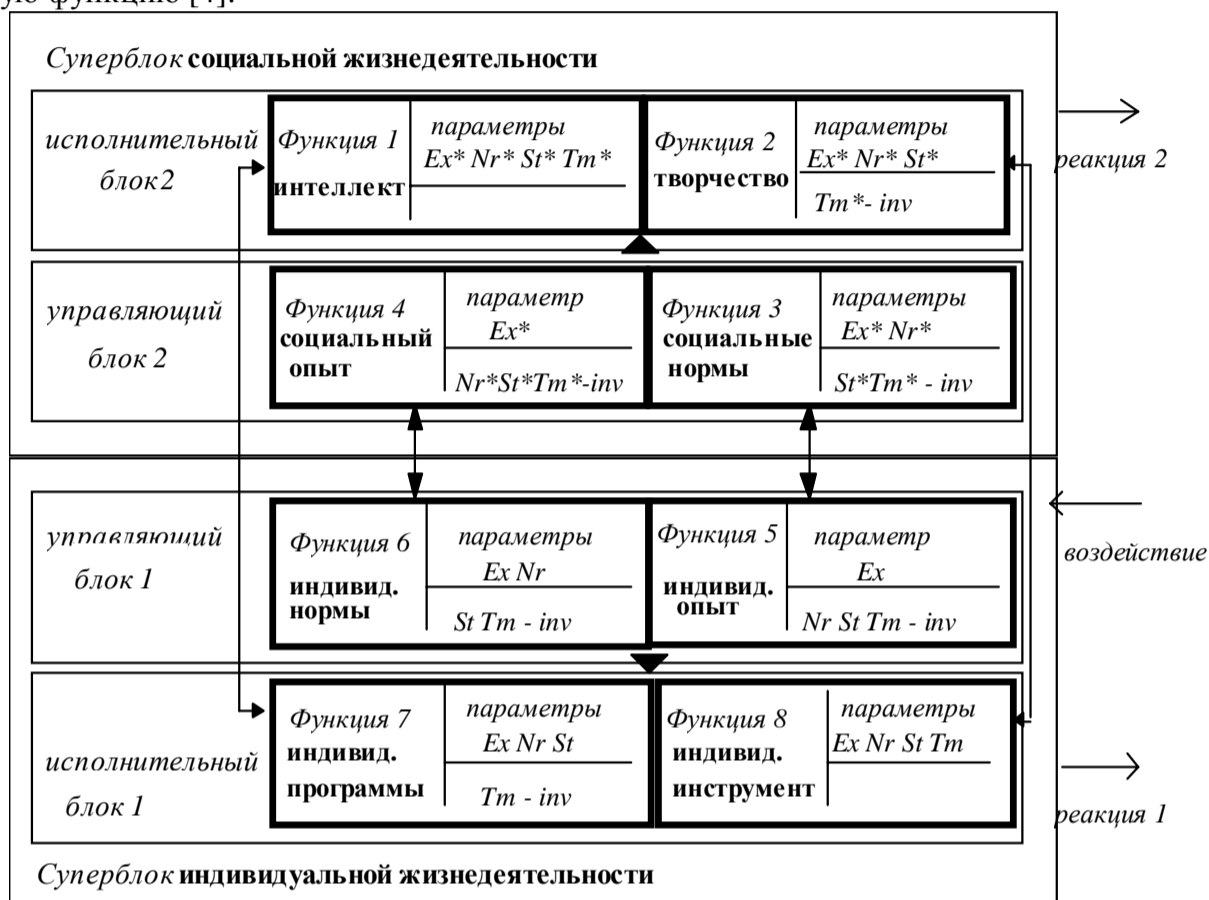 ую функцию [4].
Суперблок социальной жизнедеятельности
исполнительный
блок2
Функция 1
интеллект
параметры
Ex* Nr* St* Tm*
Функция 2
творчество
параметры
Ex* Nr* St*
Tm*- inv
реакция 2
управляющий
блок 2
Функция 4
социальный
опыт
параметр
Ex*
Nr*St*Tm*-inv
Функция 3
социальные
нормы
параметры
Ex* Nr*
St*Tm* - inv
управляющий
блок 1
Функция 6
индивид.
нормы
параметры
Ex Nr
St Tm - inv
Функция 5
индивид.
опыт
параметр
Ex
Nr St Tm - inv
воздействие
исполнительный
блок 1
Функция 7
индивид.
программы
параметры
Ex Nr St
Tm - inv
Функция 8
индивид.
инструмент
параметры
Ex Nr St Tm
реакция 1
Суперблок индивидуальной жизнедеятельности